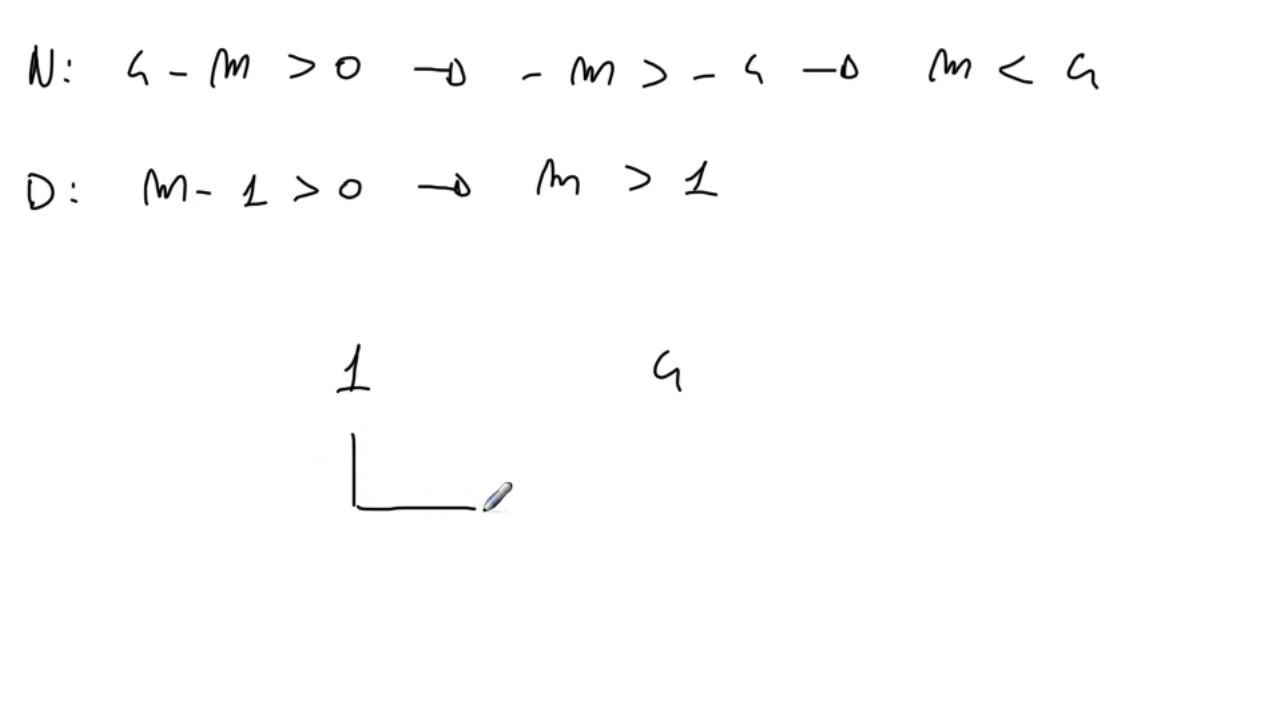 N: 4 - m > 0 → - m > - 4 → m < 4
D: m - 1 > 0 → m > 1
1 4